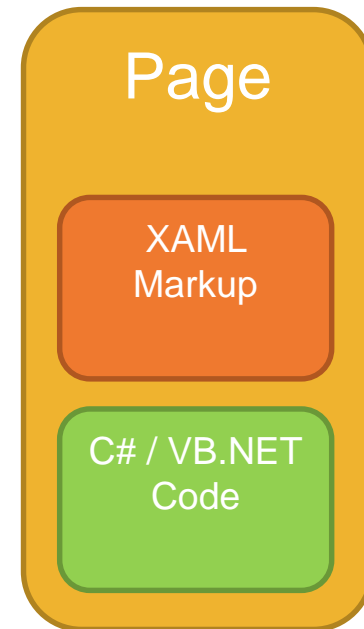 Page
XAML
Markup
C# / VB.NET
Code